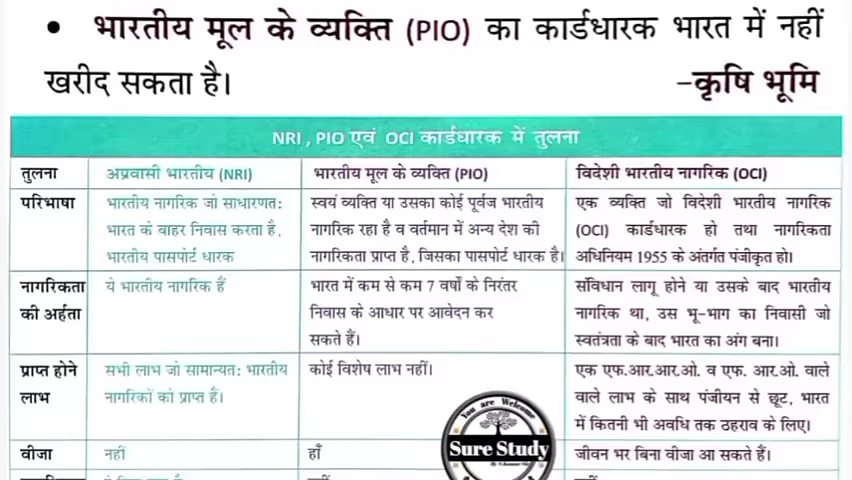 • भारतीय मूल के व्यक्ति (PIO) का कार्डधारक भारत में नहीं
खरीद सकता है। –कृषि भूमि
NRI, PIO एवं OCI कार्डधारक में तुलना
तुलना अप्रवासी भारतीय (NRI) भारतीय मूल के व्यक्ति (PIO) विदेशी भारतीय नागरिक (OCI)
परिभाषा भारतीय नागरिक जो साधारणत: स्वयं व्यक्ति या उसका कोई पूर्वज भारतीय एक व्यक्ति जो विदेशी भारतीय नागरिक
भारत के बाहर निवास करता है, नागरिक रहा है व वर्तमान में अन्य देश की (OCI) कार्डधारक हो तथा नागरिकता
भारतीय पासपोर्ट धारक नागरिकता प्राप्त है, जिसका पासपोर्ट धारक है। अधिनियम 1955 के अंतर्गत पंजीकृत हो।
नागरिकता ये भारतीय नागरिक हैं भारत में कम से कम 7 वर्षों के निरंतर संविधान लागू होने या उसके बाद भारतीय
की अर्हता निवास के आधार पर आवेदन कर नागरिक था, उस भू-भाग का निवासी जो
सकते हैं। स्वतंत्रता के बाद भारत का अंग बना।
प्राप्त होने सभी लाभ जो सामान्यत: भारतीय कोई विशेष लाभ नहीं। एक एफ.आर.आर.ओ. व एफ. आर.ओ. वाले
लाभ नागरिकों को प्राप्त हैं। वाले लाभ के साथ पंजीयन से छूट, भारत
में कितनी भी अवधि तक ठहराव के लिए।
You are Welcome
Sure Study
वीजा नहीं हाँ जीवन भर बिना वीजा आ सकते हैं।